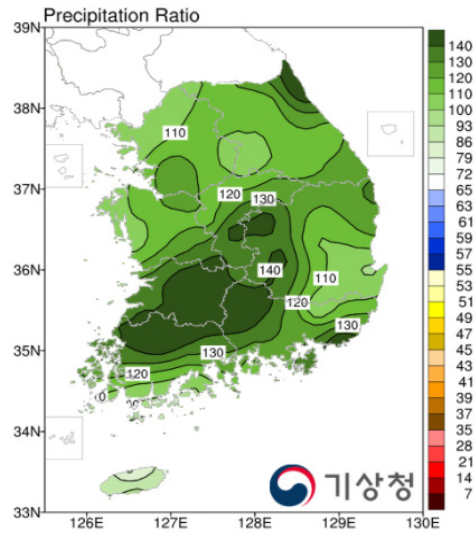 Precipitation Ratio
39N
38N
37N
36N
35N
34N
33N
126E
127E
128E
129E
130E
110
120
130
140
110
120
130
130
120
기상청
140
130
120
110
100
93
86
79
72
65
63
61
59
57
55
53
51
49
47
45
43
41
39
37
35
28
21
14
7